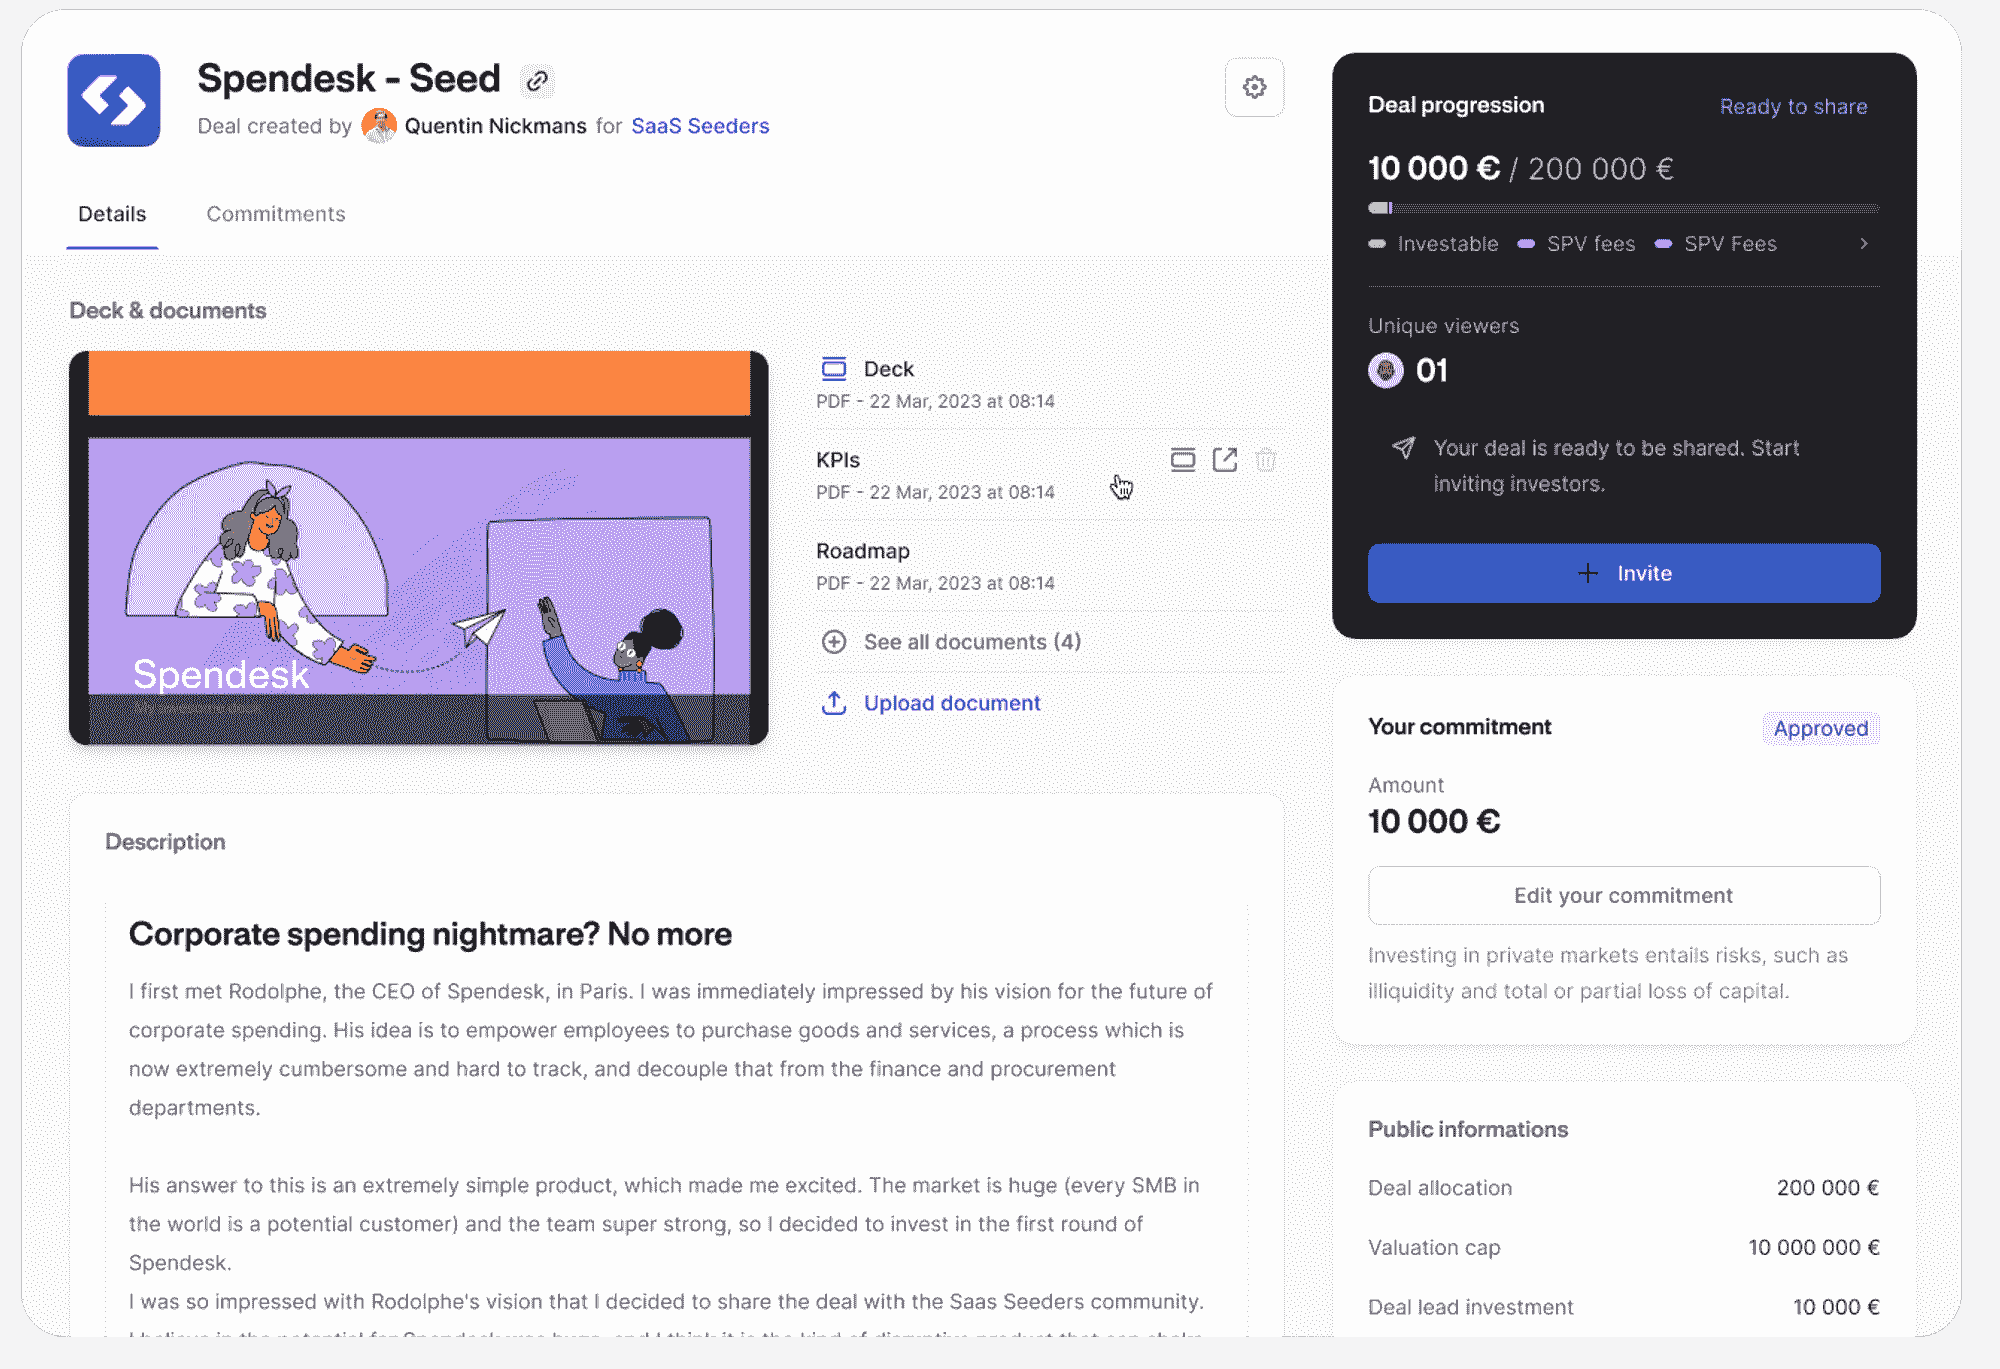 Spendesk - Seed
Deal created by Quentin Nickmans for SaaS Seeders
Details
Commitments
Deck & documents
Spendesk
Deck
PDF - 22 Mar, 2023 at 08:14
KPIs
PDF - 22 Mar, 2023 at 08:14
Roadmap
PDF - 22 Mar, 2023 at 08:14
See all documents (4)
Upload document
Description
Corporate spending nightmare? No more
I first met Rodolphe, the CEO of Spendesk, in Paris. I was immediately impressed by his vision for the future of
corporate spending. His idea is to empower employees to purchase goods and services, a process which is
now extremely cumbersome and hard to track, and decouple that from the finance and procurement
departments.
His answer to this is an extremely simple product, which made me excited. The market is huge (every SMB in
the world is a potential customer) and the team super strong, so I decided to invest in the first round of
Spendesk.
I was so impressed with Rodolphe's vision that I decided to share the deal with the Saas Seeders community.
Deal progression
Ready to share
10 000 € / 200 000 €
Investable
SPV fees
SPV Fees
Unique viewers
01
Your deal is ready to be shared. Start
inviting investors.
Invite
Your commitment
Approved
Amount
10 000 €
Edit your commitment
Investing in private markets entails risks, such as
illiquidity and total or partial loss of capital.
Public informations
Deal allocation
200 000 €
Valuation cap
10 000 000 €
Deal lead investment
10 000 €